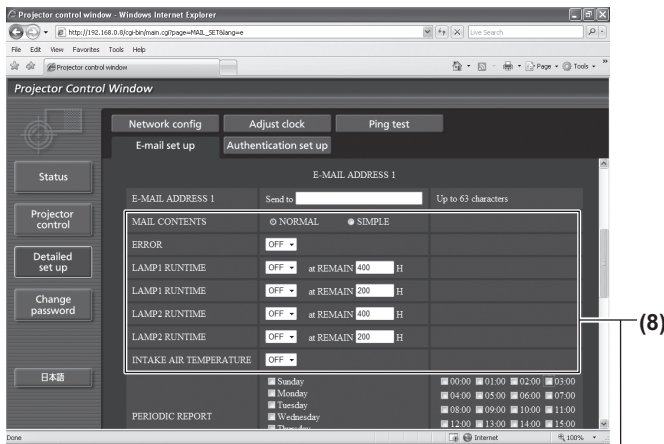 Projector control window - Windows Internet Explorer
http://192.168.0.8/cgi-bin/main.cgi?page=MAIL_SET&lang=e
Live Search
File Edit View Favorites Tools Help
Projector control window
Page Tools
Projector Control Window
Network config Adjust clock Ping test
E-mail set up Authentication set up
Status
Projector control
Detailed set up
Change password
日本語
E-MAIL ADDRESS 1
E-MAIL ADDRESS 1 Send to Up to 63 characters
MAIL CONTENTS NORMAL SIMPLE
ERROR OFF
LAMP1 RUNTIME OFF at REMAIN 400 H
LAMP1 RUNTIME OFF at REMAIN 200 H
LAMP2 RUNTIME OFF at REMAIN 400 H
LAMP2 RUNTIME OFF at REMAIN 200 H
INTAKE AIR TEMPERATURE OFF
PERIODIC REPORT
Sunday
Monday
Tuesday
Wednesday
Thursday
00:00 01:00 02:00 03:00
04:00 05:00 06:00 07:00
08:00 09:00 10:00 11:00
12:00 13:00 14:00 15:00
(8)
Done Internet 100%